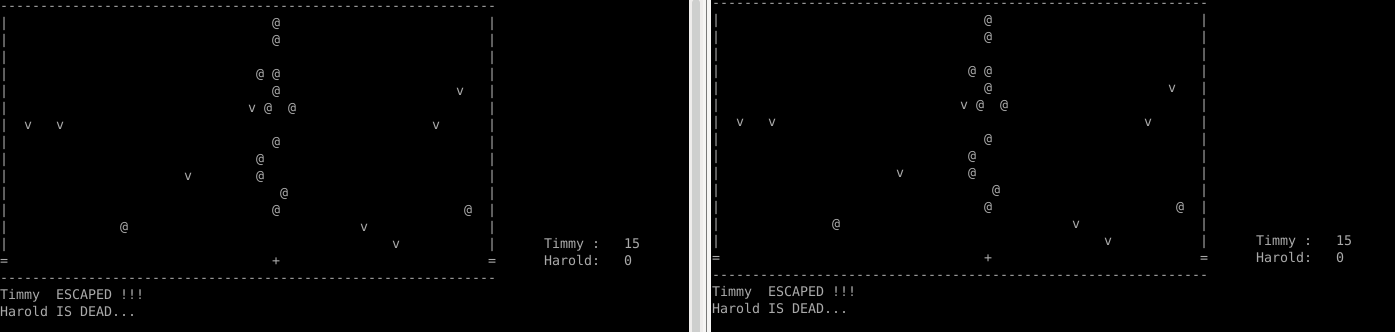 --------------------------------------------------------------
| @ |
| @ |
| |
| @ @ |
| @ v |
| v @ @ |
| v v v |
| @ |
| @ |
| v @ |
| @ |
| @ @ |
| @ v |
| v | Timmy : 15
= + = Harold: 0
--------------------------------------------------------------
Timmy ESCAPED !!!
Harold IS DEAD...
--------------------------------------------------------------
| @ |
| @ |
| |
| @ @ |
| @ v |
| v @ @ |
| v v v |
| @ |
| @ |
| v @ |
| @ |
| @ @ |
| @ v |
| v | Timmy : 15
= + = Harold: 0
--------------------------------------------------------------
Timmy ESCAPED !!!
Harold IS DEAD...